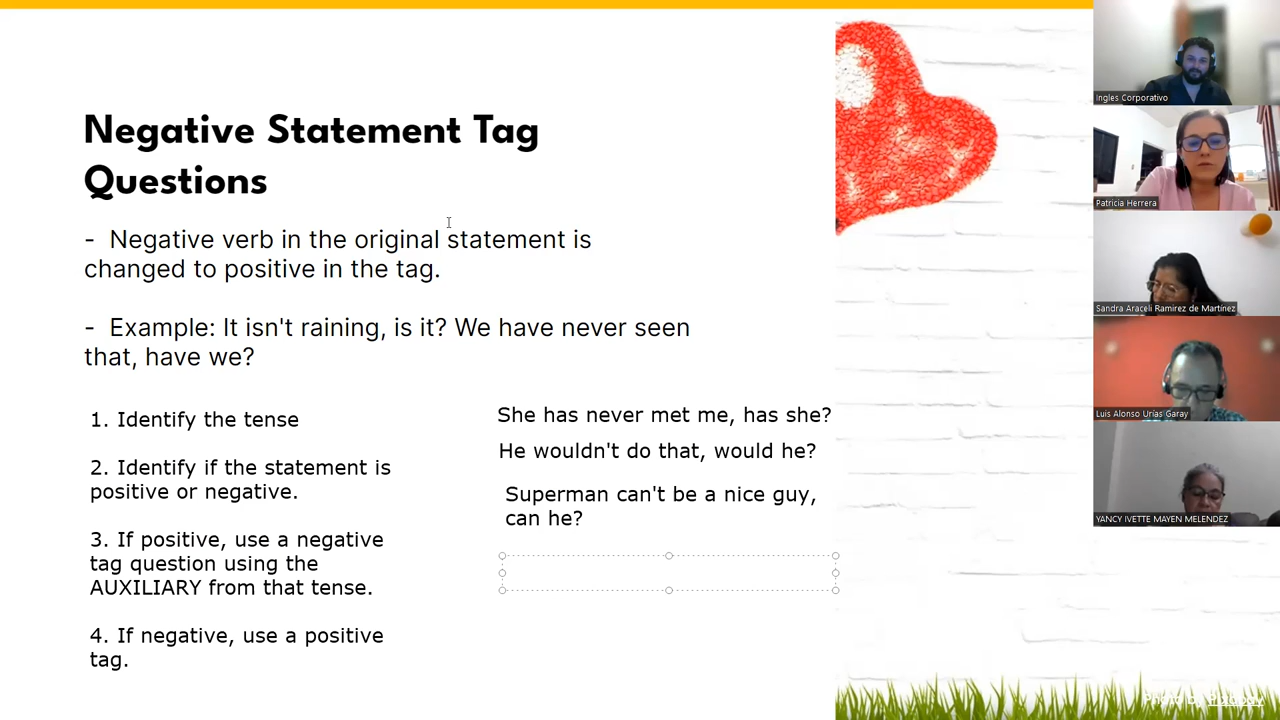 Negative Statement Tag
Questions
- Negative verb in the original statement is
changed to positive in the tag.
- Example: It isn't raining, is it? We have never seen
that, have we?
1. Identify the tense
2. Identify if the statement is
positive or negative.
3. If positive, use a negative
tag question using the
AUXILIARY from that tense.
4. If negative, use a positive
tag.
She has never met me, has she?
He wouldn't do that, would he?
Superman can't be a nice guy,
can he?
Ingles Corporativo
Patricia Herrera
Sandra Araceli Ramirez de Martínez
Luis Alonso Urías Garay
YANCY IVETTE MAYEN MELENDEZ
Photo by Pixabay